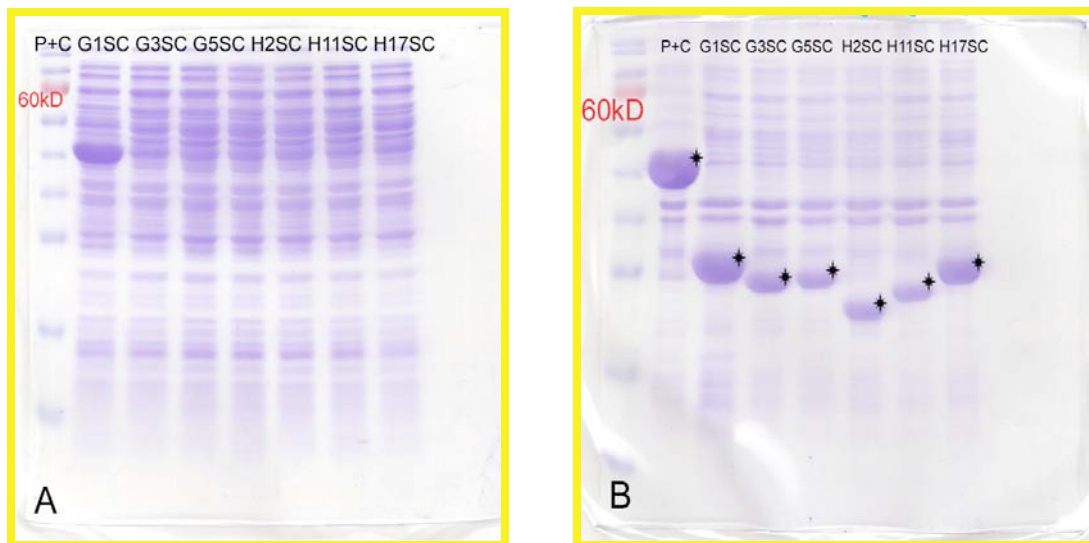 P+C G1SC G3SC G5SC H2SC H11SC H17SC
60kD
A
P+C G1SC G3SC G5SC H2SC H11SC H17SC
60kD
B